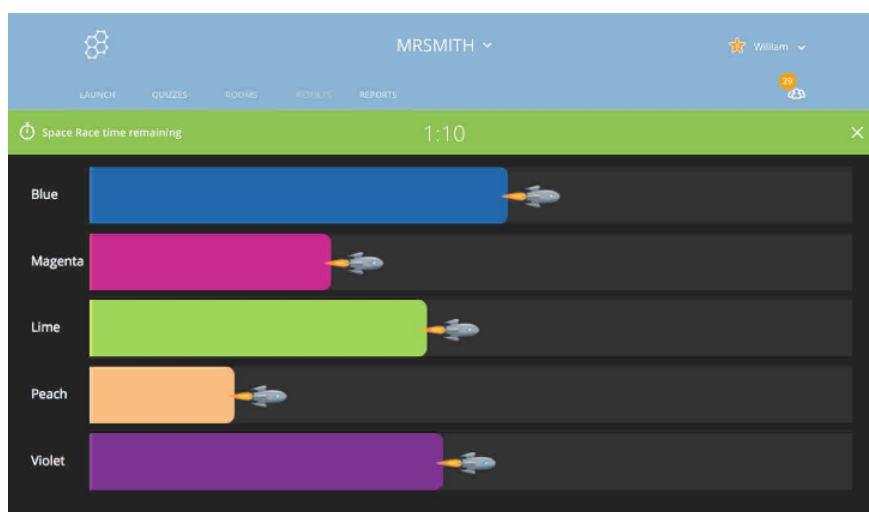 MRSMITH
William
LAUNCH QUIZZES ROOMS RESULTS REPORTS
29
Space Race time remaining 1:10
Blue
Magenta
Lime
Peach
Violet